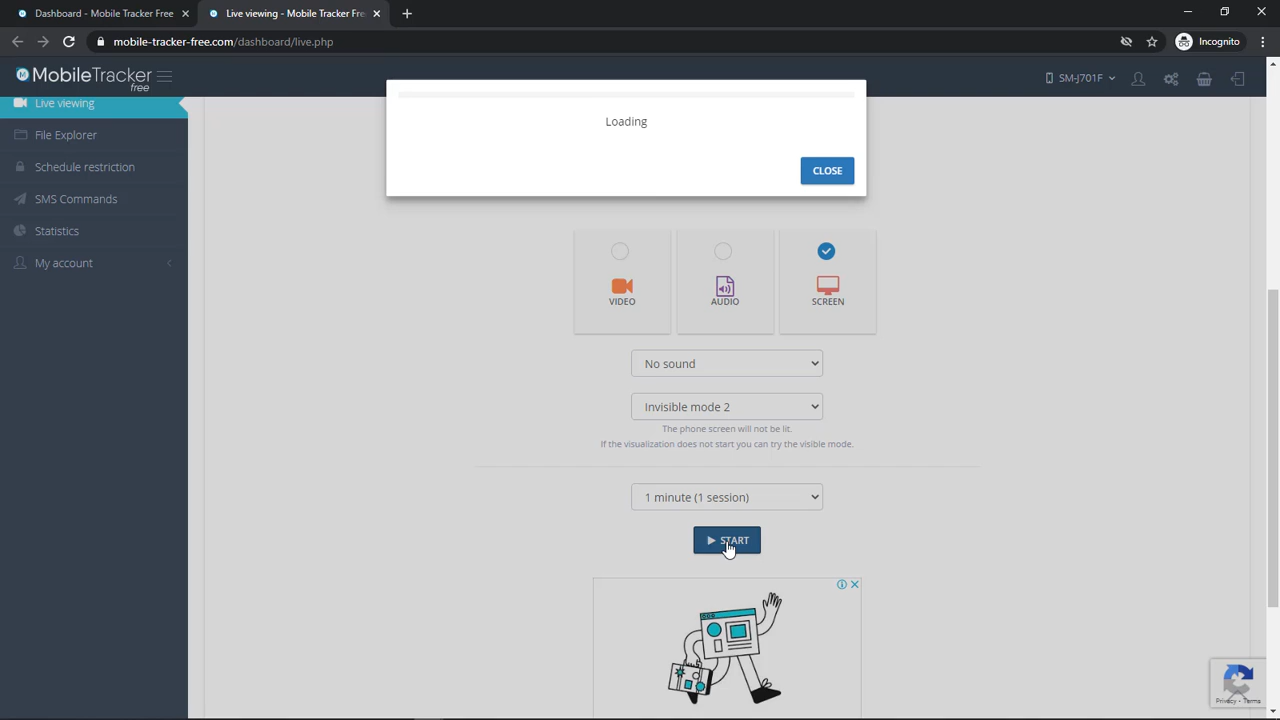 Dashboard - Mobile Tracker Free
Live viewing - Mobile Tracker Fre
mobile-tracker-free.com/dashboard/live.php
Incognito
MobileTracker
free
SM-J701F
Live viewing
File Explorer
Schedule restriction
SMS Commands
Statistics
My account
Loading
CLOSE
VIDEO
AUDIO
SCREEN
No sound
Invisible mode 2
The phone screen will not be lit.
If the visualization does not start you can try the visible mode.
1 minute (1 session)
START
Privacy - Terms